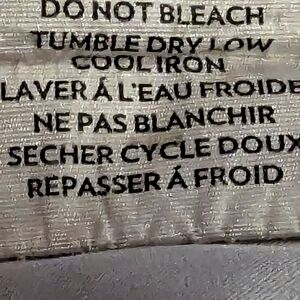 DO NOT BLEACH
TUMBLE DRY LOW
COOL IRON
LAVER Á L'EAU FROIDE
NE PAS BLANCHIR
SECHER CYCLE DOUX
REPASSER Á FROID